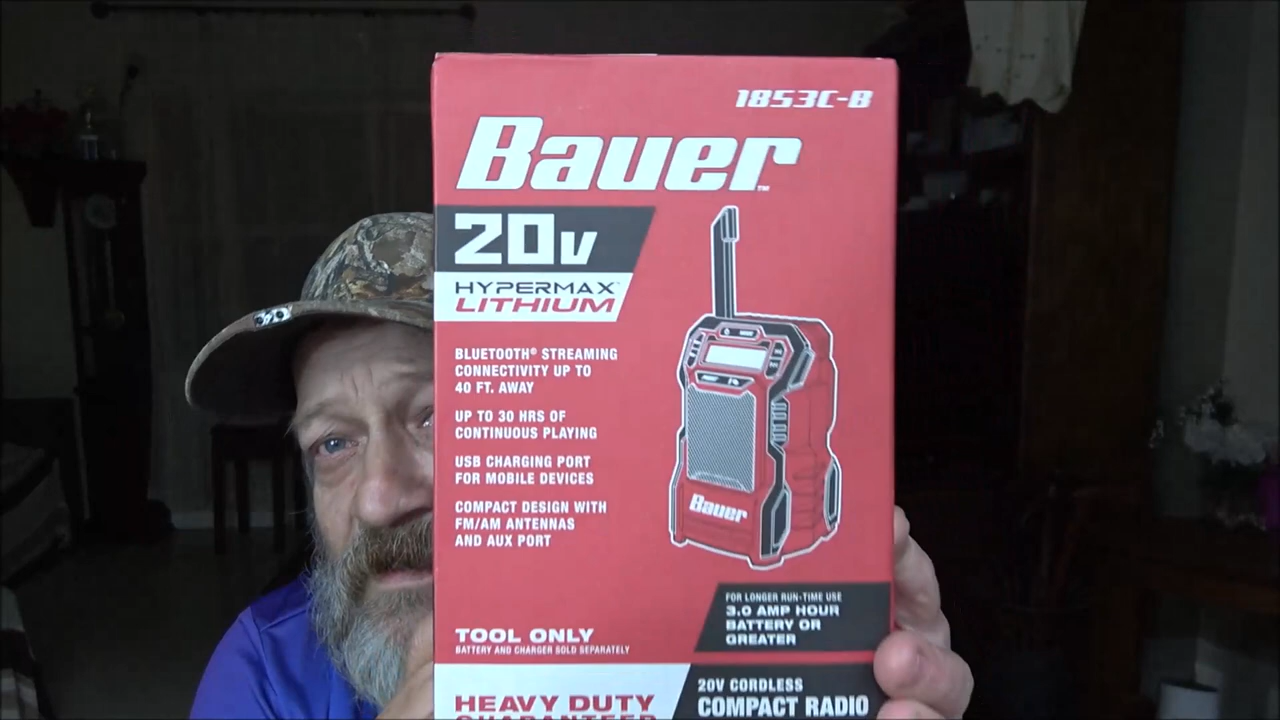 1853C-B
Bauer™
20V
HYPERMAX™
LITHIUM
BLUETOOTH® STREAMING
CONNECTIVITY UP TO
40 FT. AWAY
UP TO 30 HRS OF
CONTINUOUS PLAYING
USB CHARGING PORT
FOR MOBILE DEVICES
COMPACT DESIGN WITH
FM/AM ANTENNAS
AND AUX PORT
Bauer
FOR LONGER RUN-TIME USE
3.0 AMP HOUR
BATTERY OR
GREATER
TOOL ONLY
BATTERY AND CHARGER SOLD SEPARATELY
HEAVY DUTY
GUARANTEED
20V CORDLESS
COMPACT RADIO